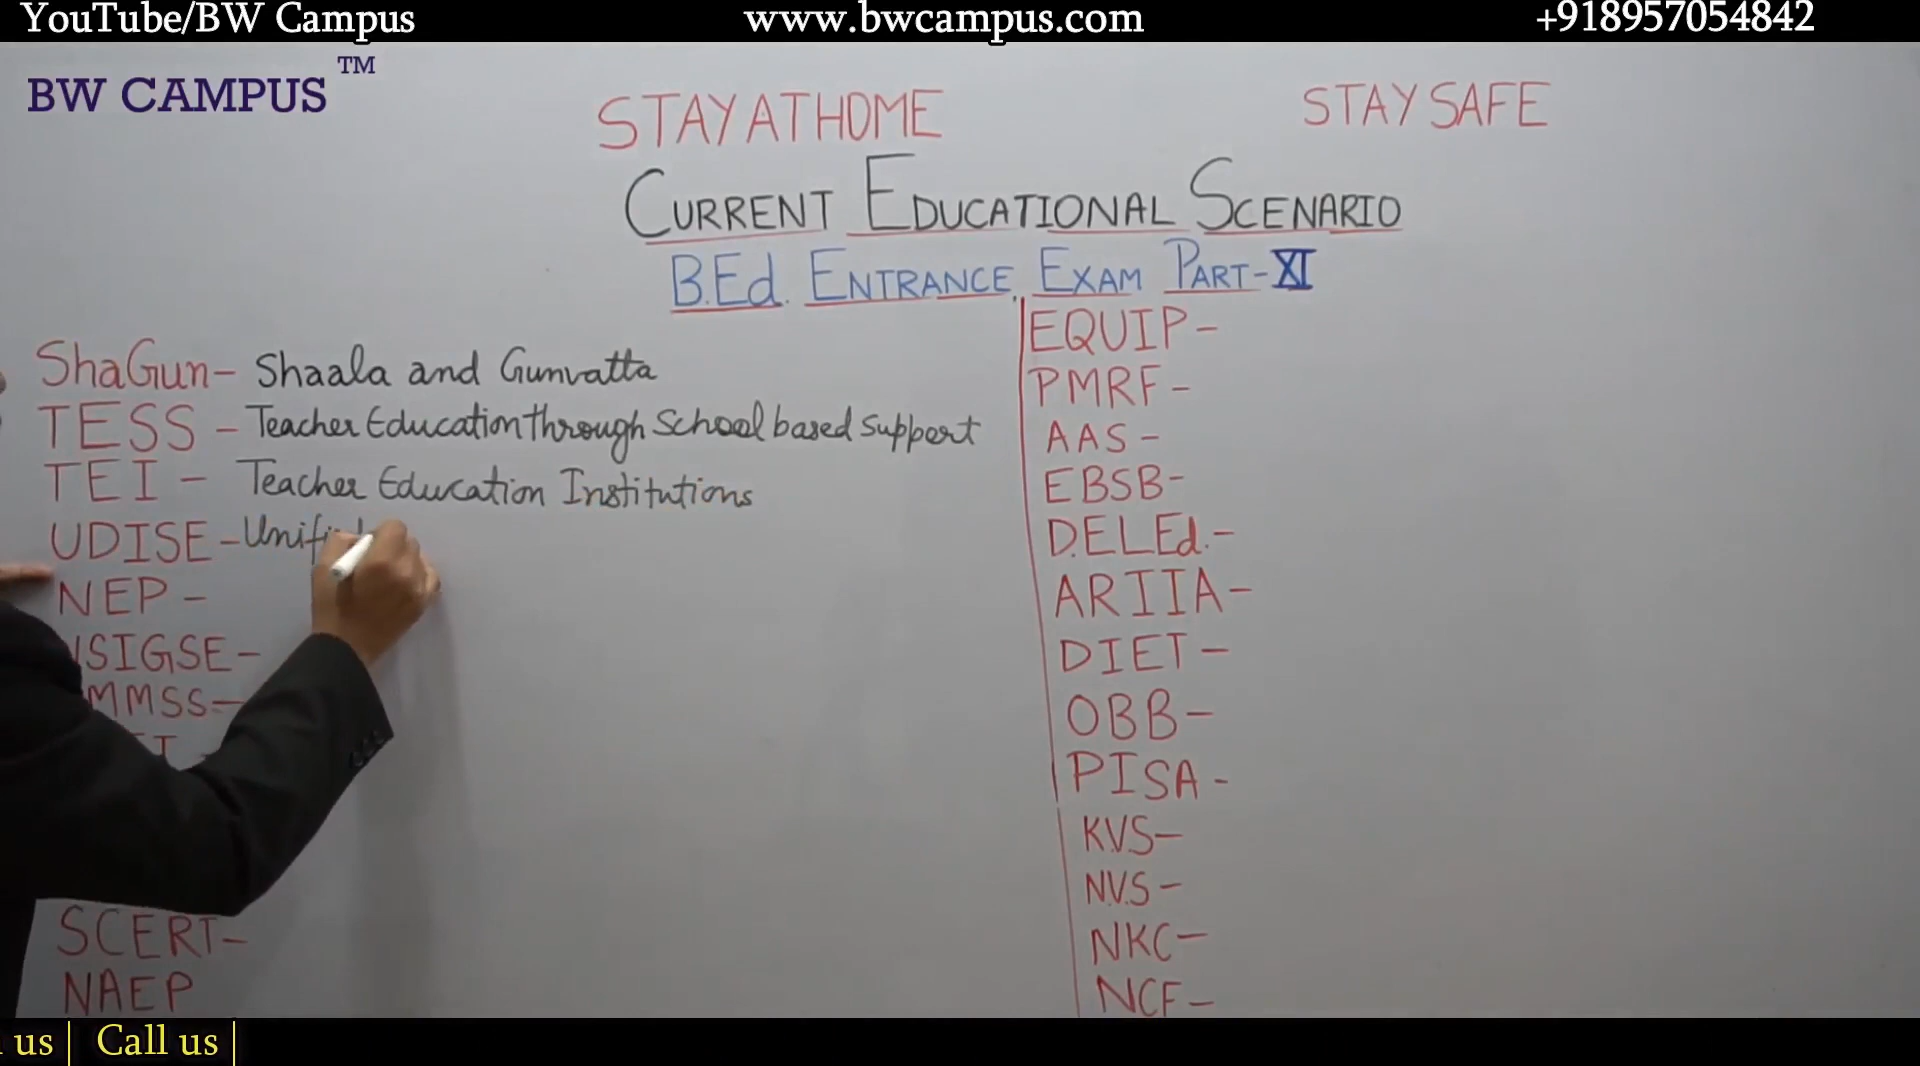 YouTube/BW Campus www.bwcampus.com +918957054842
BW CAMPUS TM
STAY AT HOME STAY SAFE
CURRENT EDUCATIONAL SCENARIO
B.Ed. ENTRANCE EXAM PART-XI
ShaGun- Shaala and Gunvatta
TESS - Teacher Education through School based Support
TEI - Teacher Education Institutions
UDISE -
NEP -
SIGSE-
MMSS-
SCERT-
NAEP
EQUIP -
PMRF -
AAS -
EBSB-
D.ELEd.-
ARIIA-
DIET-
OBB-
PISA -
KVS-
NVS-
NKC-
NCF-
us| Call us|